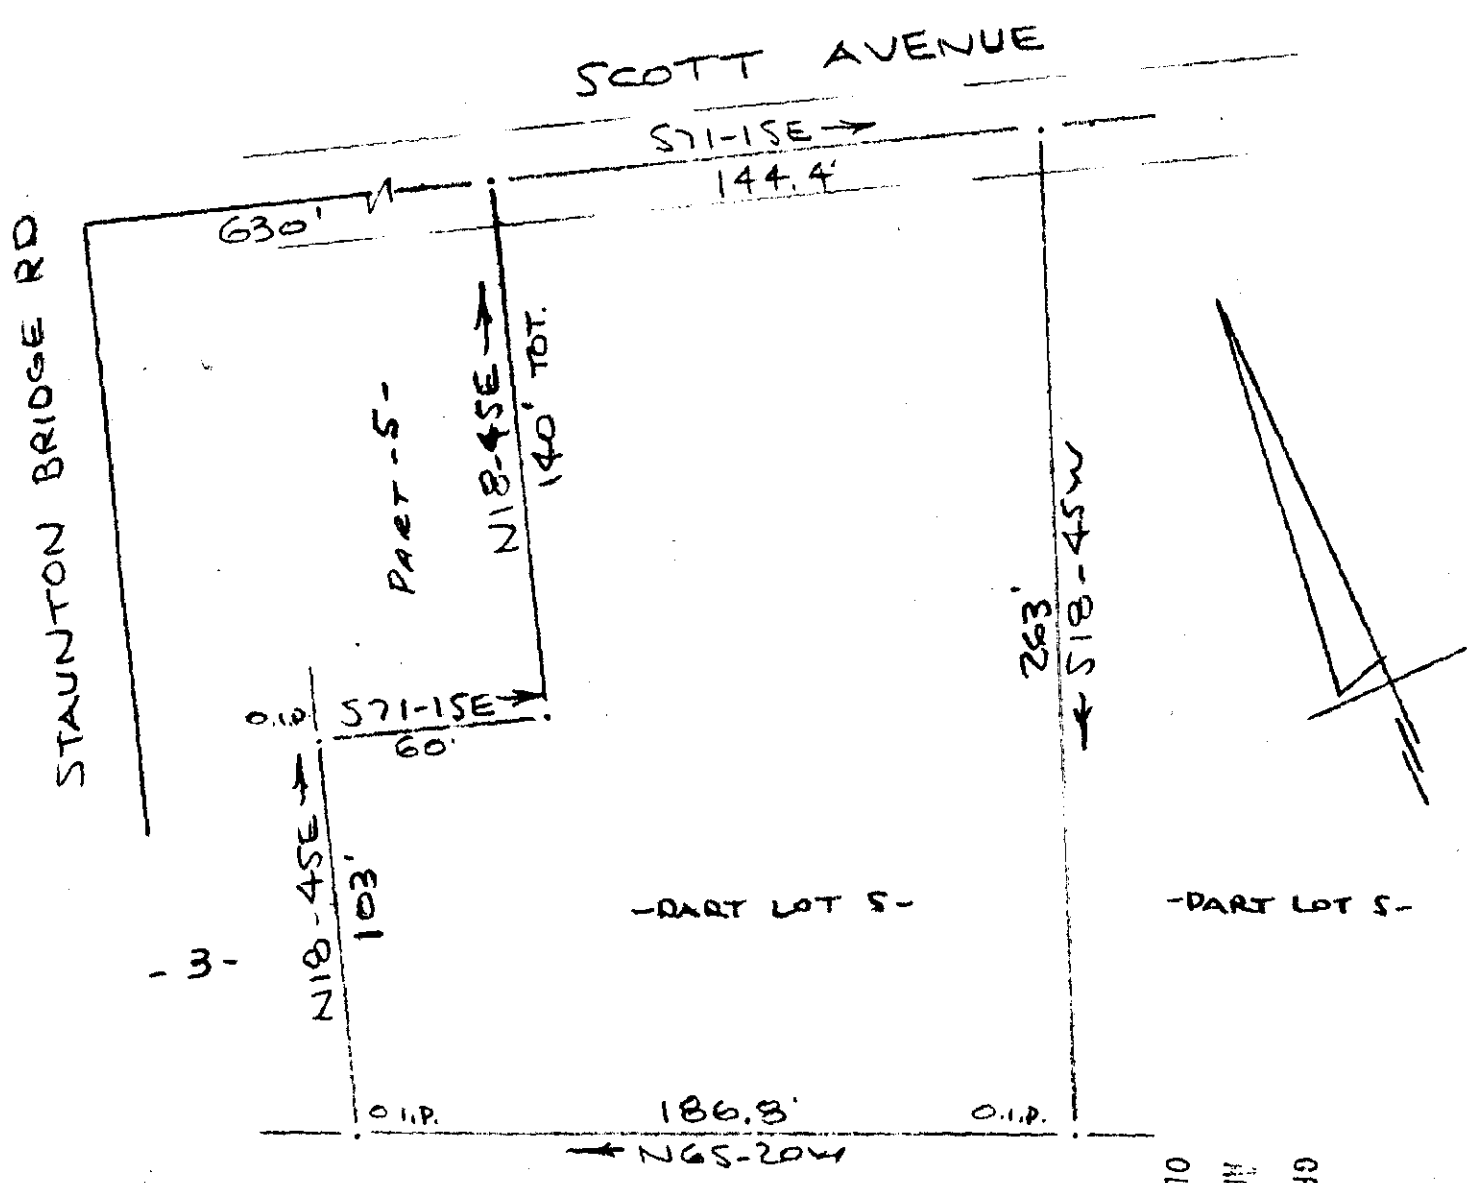 SCOTT AVENUE
S71-15E
144.4'
630'
STAUNTON BRIDGE RD.
N18-45E
140' TOT.
PART -5-
S18-45W
263'
O.I.P.
S71-15E
60'
N18-45E
103'
-PART LOT 5-
-PART LOT 5-
-3-
O.I.P.
186.8'
O.I.P.
N65-20W